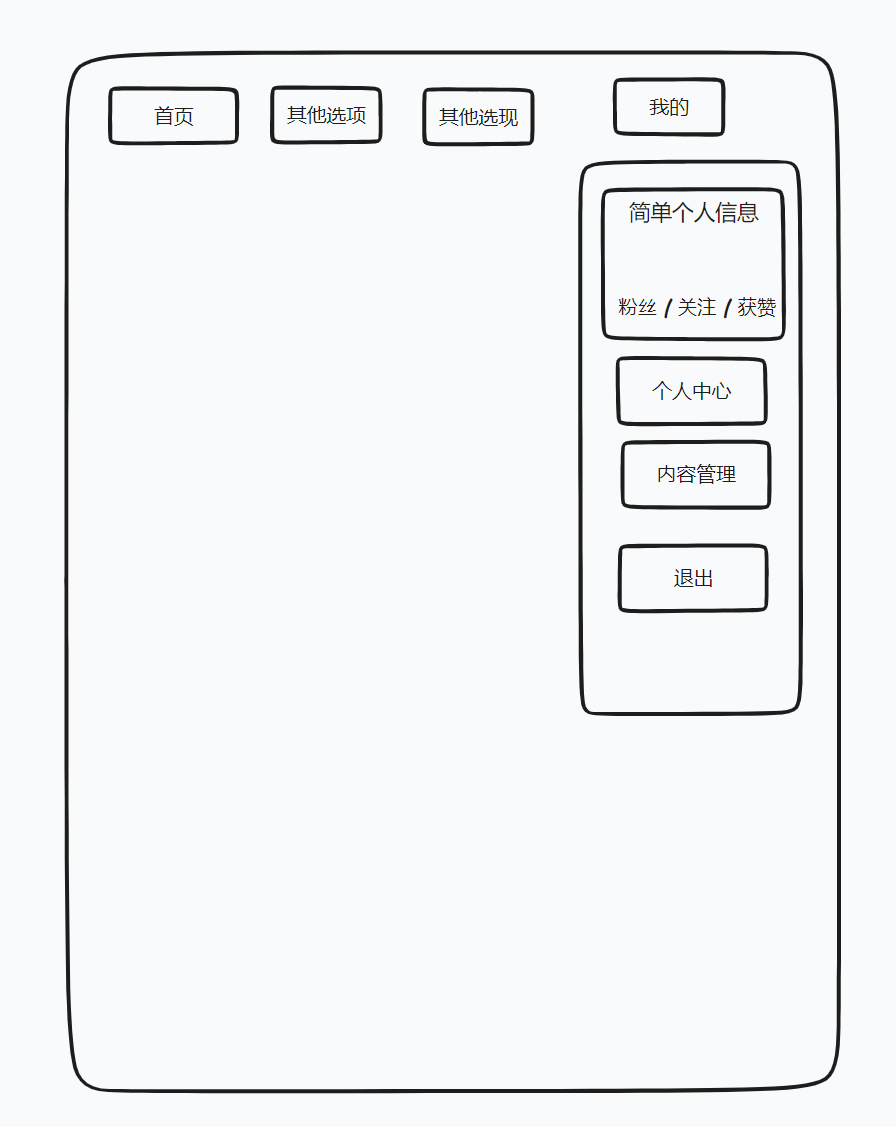 首页
其他选项
其他选现
我的
简单个人信息
粉丝 / 关注 / 获赞
个人中心
内容管理
退出